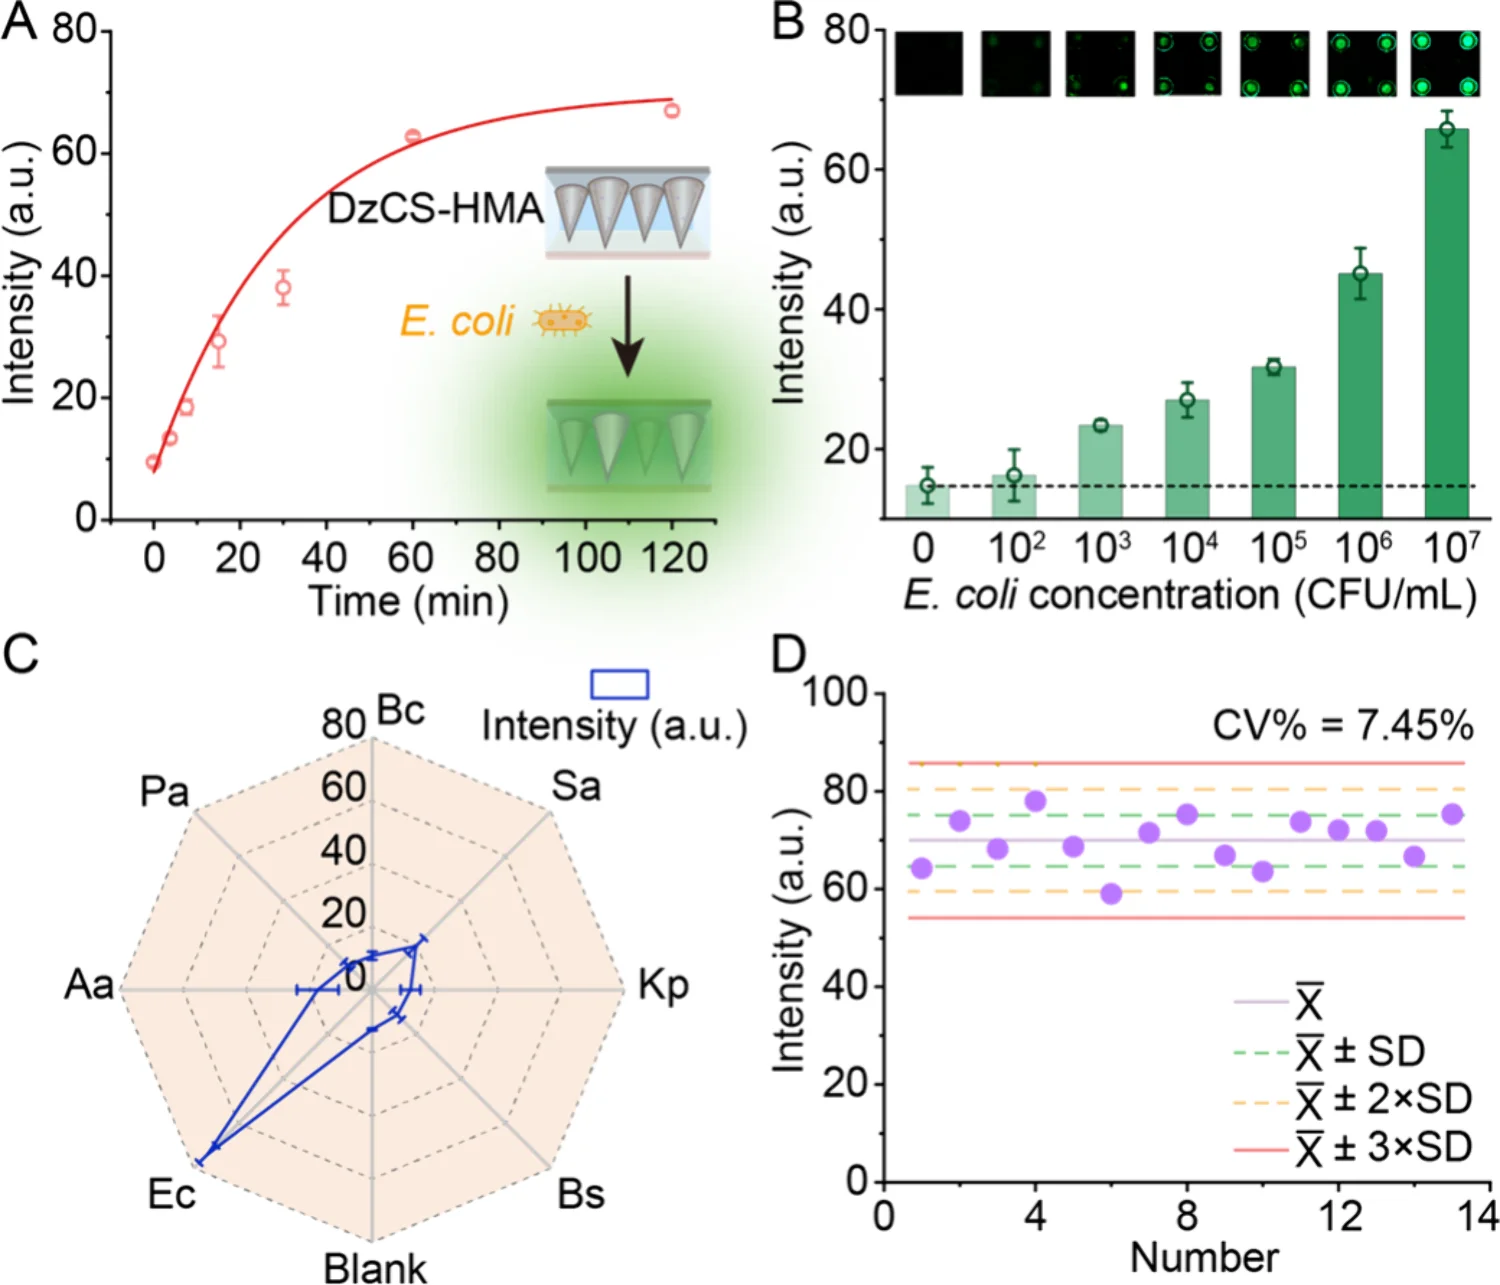 A
80
60
40
20
0
Intensity (a.u.)
0 20 40 60 80 100 120
Time (min)
DzCS-HMA
E. coli
B
80
60
40
20
Intensity (a.u.)
0 10² 10³ 10⁴ 10⁵ 10⁶ 10⁷
E. coli concentration (CFU/mL)
C
Intensity (a.u.)
80
60
40
20
0
Bc
Sa
Kp
Bs
Blank
Ec
Aa
Pa
D
100
80
60
40
20
0
Intensity (a.u.)
CV% = 7.45%
X̅
X̅ ± SD
X̅ ± 2×SD
X̅ ± 3×SD
0 4 8 12 14
Number